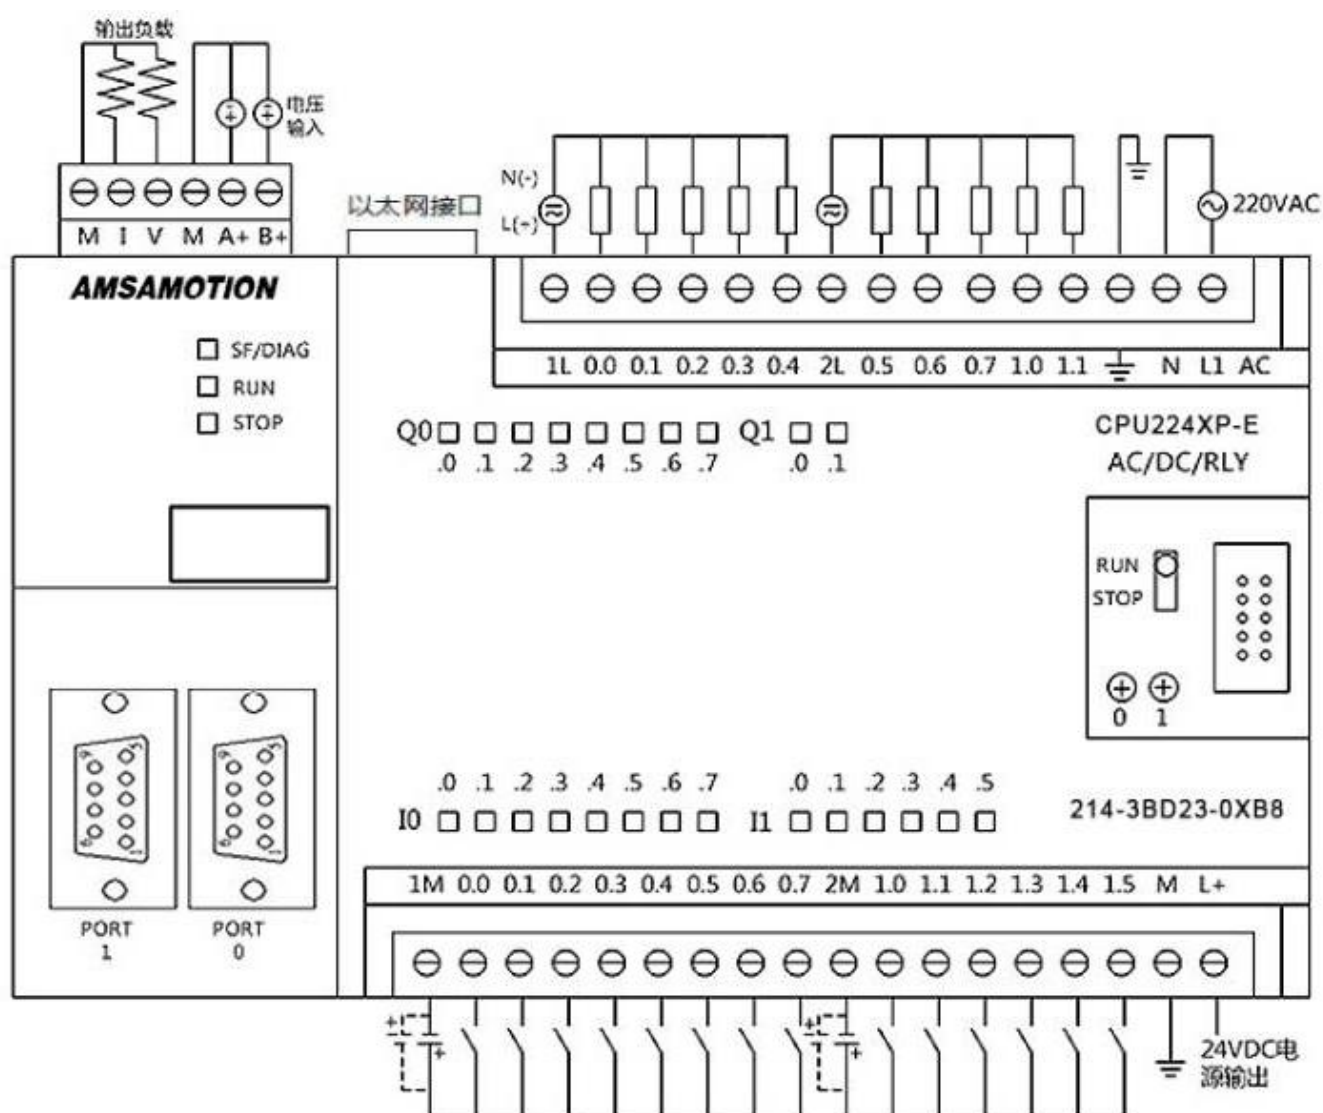 输出负载
电压
输入
M I V M A+ B+
以太网接口
N(-)
L(+)
220VAC
AMSAMOTION
SF/DIAG
RUN
STOP
1L 0.0 0.1 0.2 0.3 0.4 2L 0.5 0.6 0.7 1.0 1.1 N L1 AC
Q0
.0 .1 .2 .3 .4 .5 .6 .7
Q1
.0 .1
CPU224XP-E
AC/DC/RLY
RUN
STOP
0 1
.0 .1 .2 .3 .4 .5 .6 .7
I0
.0 .1 .2 .3 .4 .5
I1
214-3BD23-0XB8
1M 0.0 0.1 0.2 0.3 0.4 0.5 0.6 0.7 2M 1.0 1.1 1.2 1.3 1.4 1.5 M L+
PORT
1
PORT
0
24VDC电
源输出